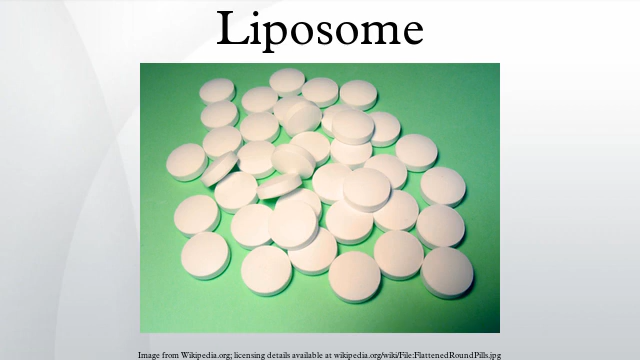 Liposome
Image from Wikipedia.org; licensing details available at wikipedia.org/wiki/File:FlattenedRoundPills.jpg